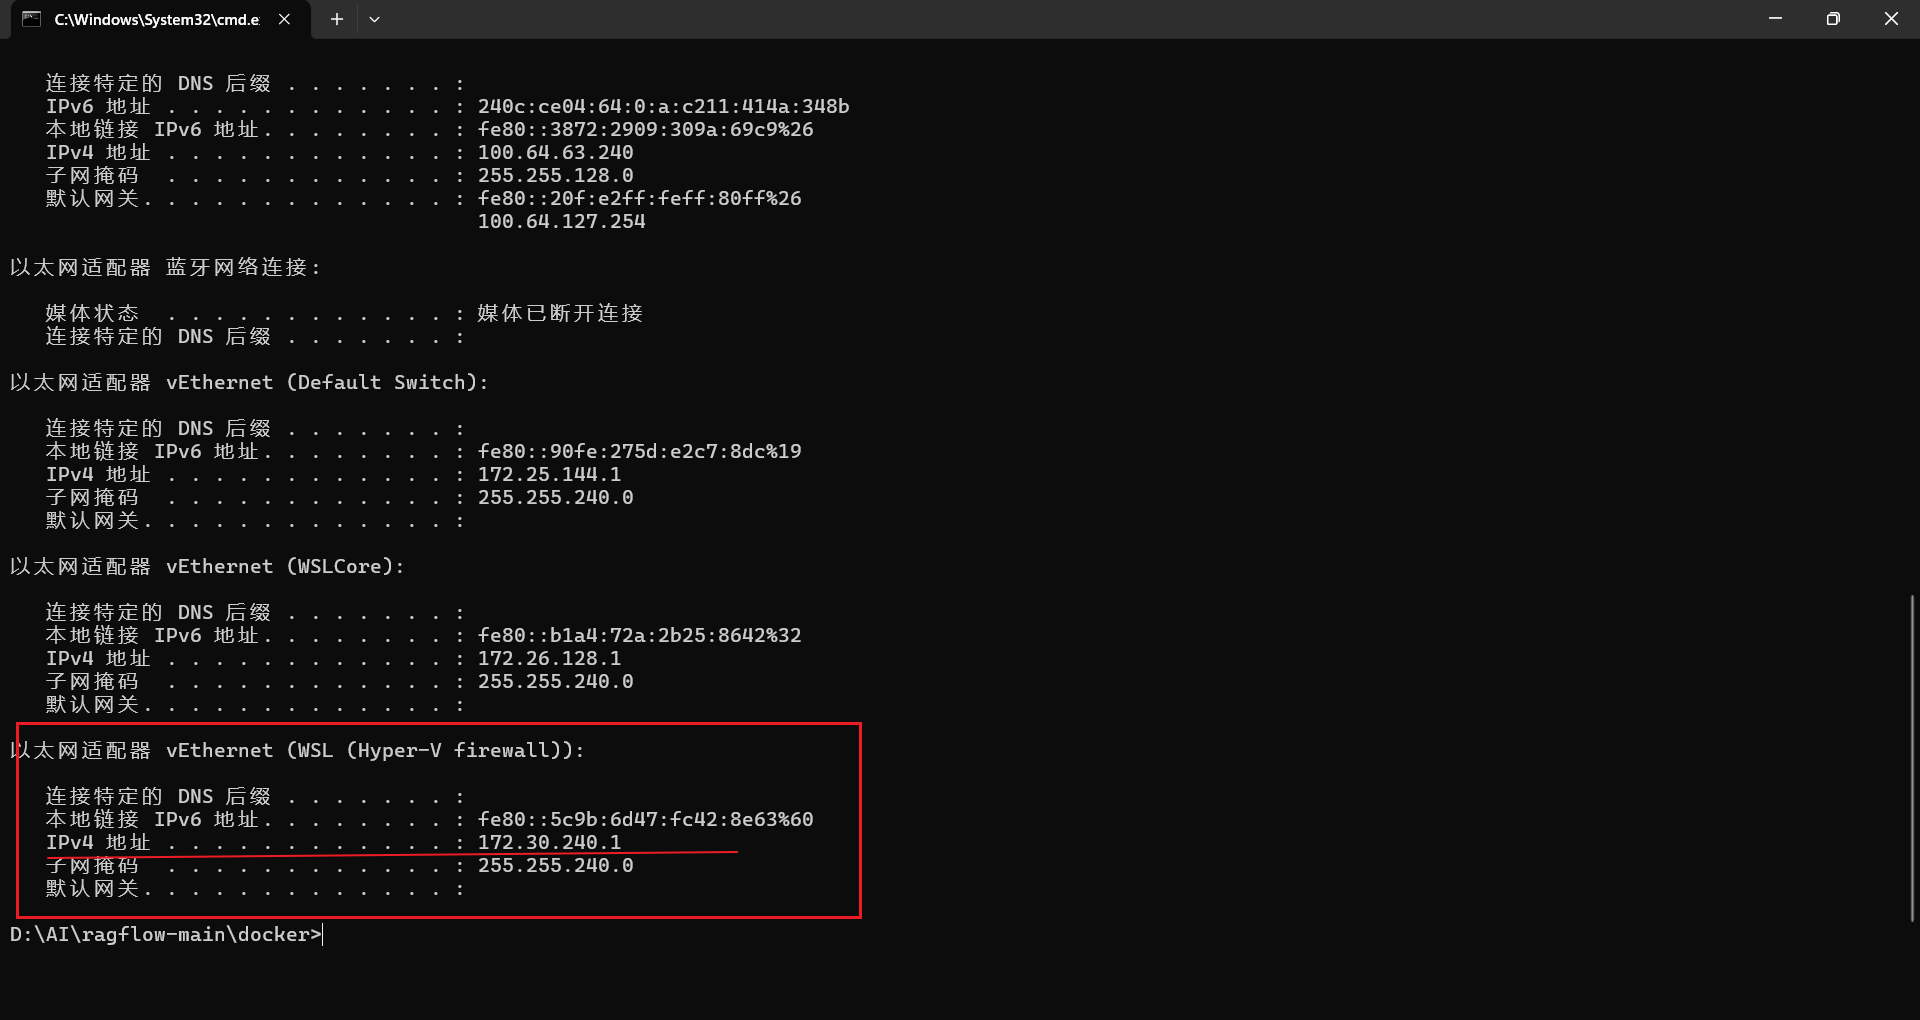 C:\Windows\System32\cmd.e
连接特定的 DNS 后缀 . . . . . . . :
IPv6 地址 . . . . . . . . . . . . : 240c:ce04:64:0:a:c211:414a:348b
本地链接 IPv6 地址. . . . . . . . : fe80::3872:2909:309a:69c9%26
IPv4 地址 . . . . . . . . . . . . : 100.64.63.240
子网掩码  . . . . . . . . . . . . : 255.255.128.0
默认网关. . . . . . . . . . . . . : fe80::20f:e2ff:feff:80ff%26
100.64.127.254
以太网适配器 蓝牙网络连接:
媒体状态  . . . . . . . . . . . . : 媒体已断开连接
连接特定的 DNS 后缀 . . . . . . . :
以太网适配器 vEthernet (Default Switch):
连接特定的 DNS 后缀 . . . . . . . :
本地链接 IPv6 地址. . . . . . . . : fe80::90fe:275d:e2c7:8dc%19
IPv4 地址 . . . . . . . . . . . . : 172.25.144.1
子网掩码  . . . . . . . . . . . . : 255.255.240.0
默认网关. . . . . . . . . . . . . :
以太网适配器 vEthernet (WSLCore):
连接特定的 DNS 后缀 . . . . . . . :
本地链接 IPv6 地址. . . . . . . . : fe80::b1a4:72a:2b25:8642%32
IPv4 地址 . . . . . . . . . . . . : 172.26.128.1
子网掩码  . . . . . . . . . . . . : 255.255.240.0
默认网关. . . . . . . . . . . . . :
以太网适配器 vEthernet (WSL (Hyper-V firewall)):
连接特定的 DNS 后缀 . . . . . . . :
本地链接 IPv6 地址. . . . . . . . : fe80::5c9b:6d47:fc42:8e63%60
IPv4 地址 . . . . . . . . . . . . : 172.30.240.1
子网掩码  . . . . . . . . . . . . : 255.255.240.0
默认网关. . . . . . . . . . . . . :
D:\AI\ragflow-main\docker>